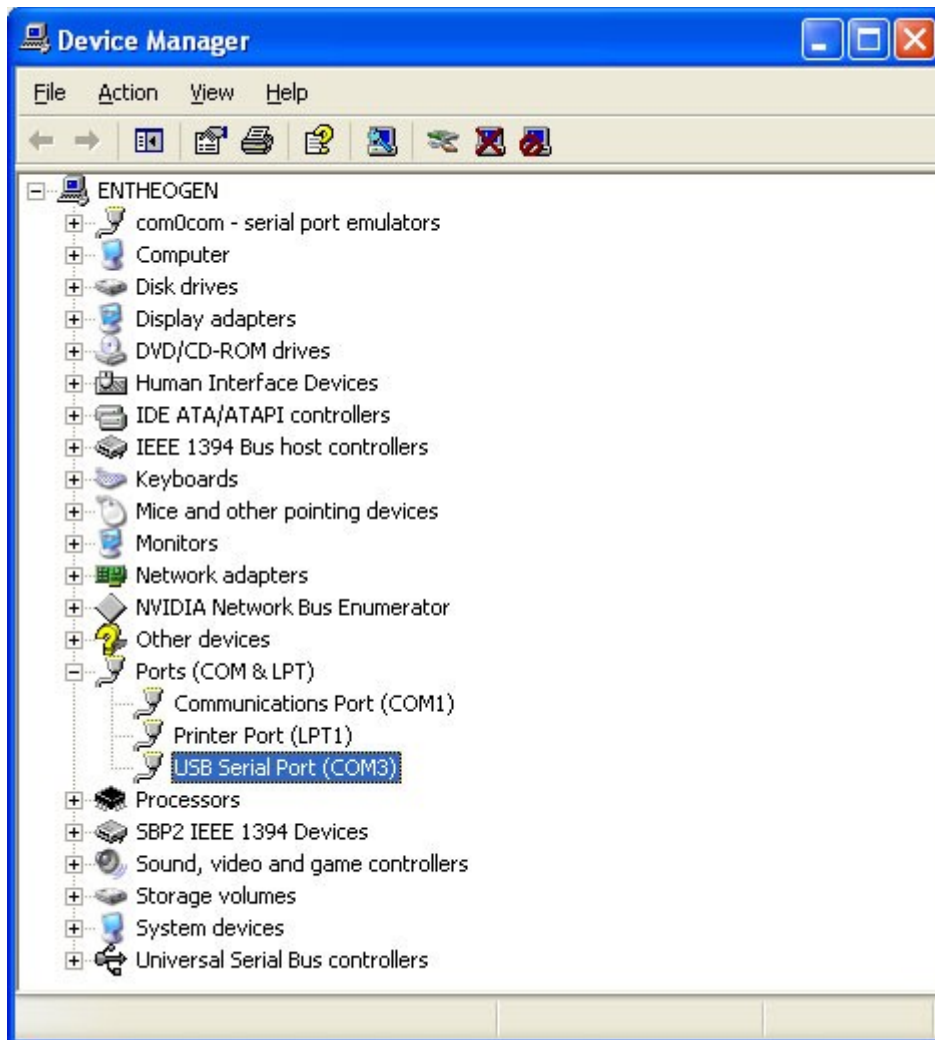 Device Manager
File Action View Help
ENTHEOGEN
com0com - serial port emulators
Computer
Disk drives
Display adapters
DVD/CD-ROM drives
Human Interface Devices
IDE ATA/ATAPI controllers
IEEE 1394 Bus host controllers
Keyboards
Mice and other pointing devices
Monitors
Network adapters
NVIDIA Network Bus Enumerator
Other devices
Ports (COM & LPT)
Communications Port (COM1)
Printer Port (LPT1)
USB Serial Port (COM3)
Processors
SBP2 IEEE 1394 Devices
Sound, video and game controllers
Storage volumes
System devices
Universal Serial Bus controllers